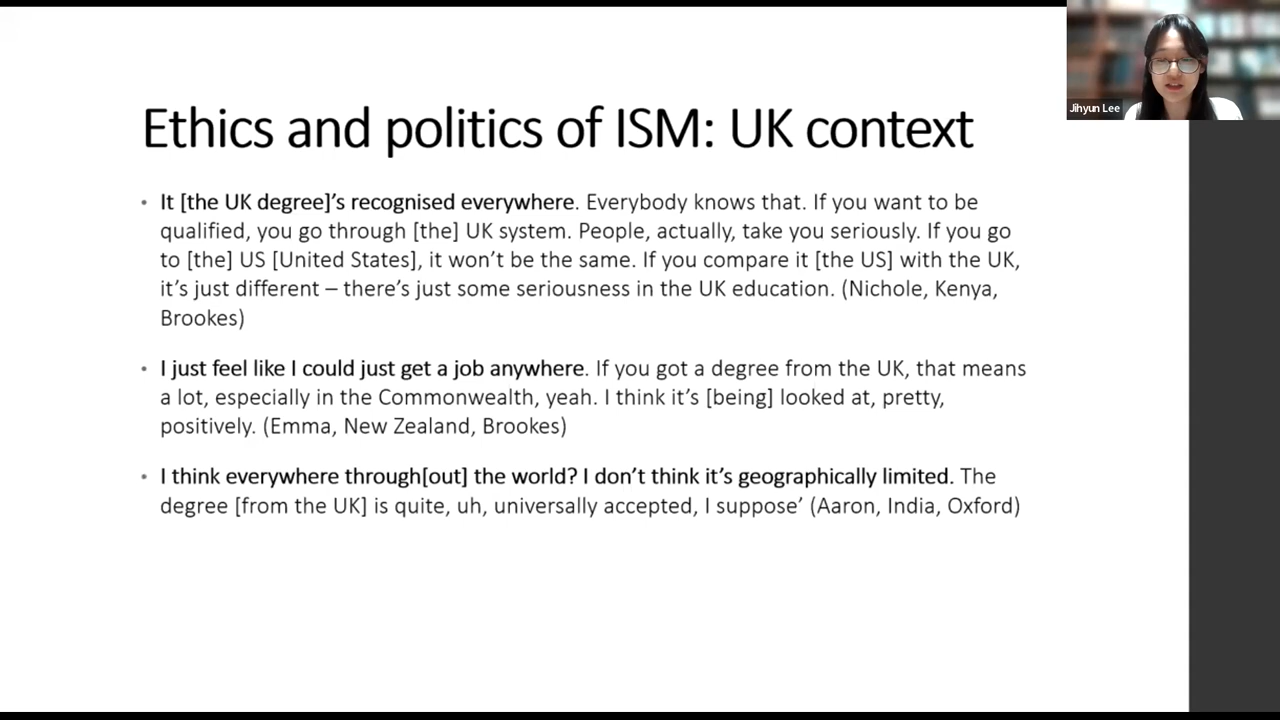 Jihyun Lee
Ethics and politics of ISM: UK context
• It [the UK degree]’s recognised everywhere. Everybody knows that. If you want to be
qualified, you go through [the] UK system. People, actually, take you seriously. If you go
to [the] US [United States], it won’t be the same. If you compare it [the US] with the UK,
it’s just different – there’s just some seriousness in the UK education. (Nichole, Kenya,
Brookes)
• I just feel like I could just get a job anywhere. If you got a degree from the UK, that means
a lot, especially in the Commonwealth, yeah. I think it’s [being] looked at, pretty,
positively. (Emma, New Zealand, Brookes)
• I think everywhere through[out] the world? I don’t think it’s geographically limited. The
degree [from the UK] is quite, uh, universally accepted, I suppose’ (Aaron, India, Oxford)